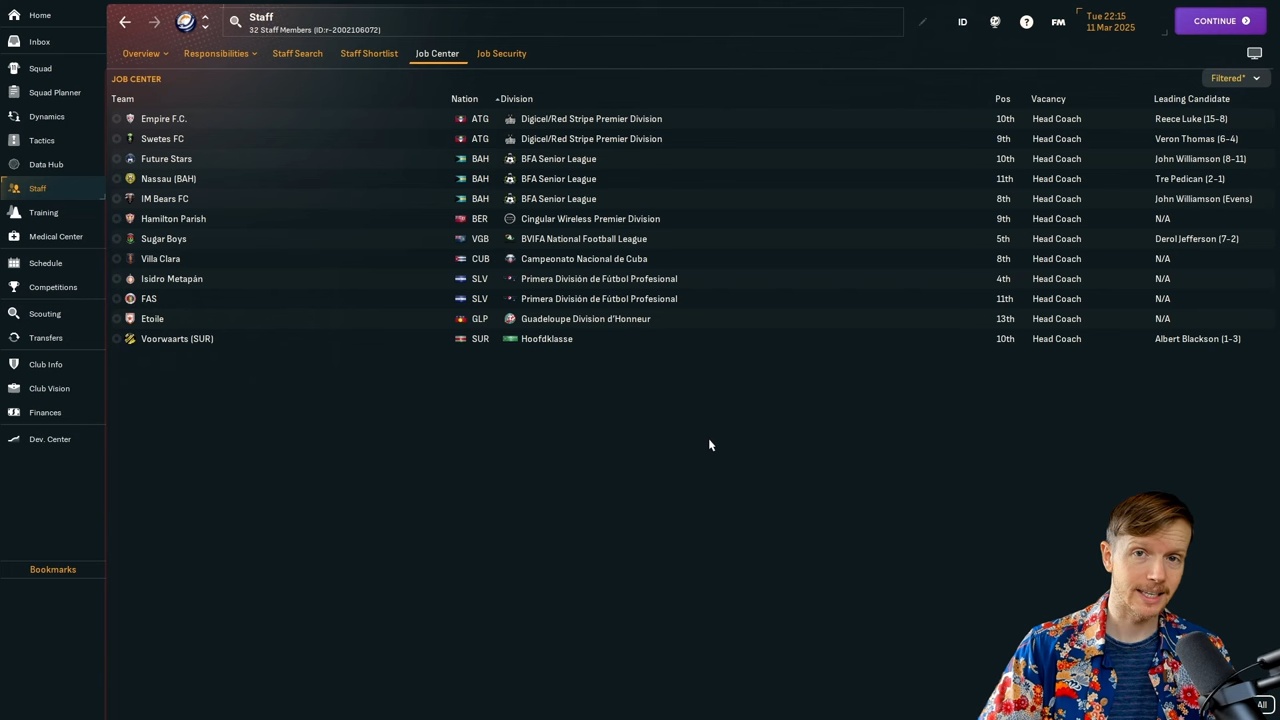 Home
Inbox
Squad
Squad Planner
Dynamics
Tactics
Data Hub
Staff
Training
Medical Center
Schedule
Competitions
Scouting
Transfers
Club Info
Club Vision
Finances
Dev. Center
Bookmarks
Staff
32 Staff Members (ID:r-2002106072)
ID
?
FM
Tue 22:15
11 Mar 2025
CONTINUE
Overview Responsibilities Staff Search Staff Shortlist Job Center Job Security
JOB CENTER
Filtered*
Team Nation Division Pos Vacancy Leading Candidate
Empire F.C. ATG Digicel/Red Stripe Premier Division 10th Head Coach Reece Luke (15-8)
Swetes FC ATG Digicel/Red Stripe Premier Division 9th Head Coach Veron Thomas (6-4)
Future Stars BAH BFA Senior League 10th Head Coach John Williamson (8-11)
Nassau (BAH) BAH BFA Senior League 11th Head Coach Tre Pedican (2-1)
IM Bears FC BAH BFA Senior League 8th Head Coach John Williamson (Evens)
Hamilton Parish BER Cingular Wireless Premier Division 9th Head Coach N/A
Sugar Boys VGB BVIFA National Football League 5th Head Coach Derol Jefferson (7-2)
Villa Clara CUB Campeonato Nacional de Cuba 8th Head Coach N/A
Isidro Metapán SLV Primera División de Fútbol Profesional 4th Head Coach N/A
FAS SLV Primera División de Fútbol Profesional 11th Head Coach N/A
Etoile GLP Guadeloupe Division d'Honneur 13th Head Coach N/A
Voorwaarts (SUR) SUR Hoofdklasse 10th Head Coach Albert Blackson (1-3)
All